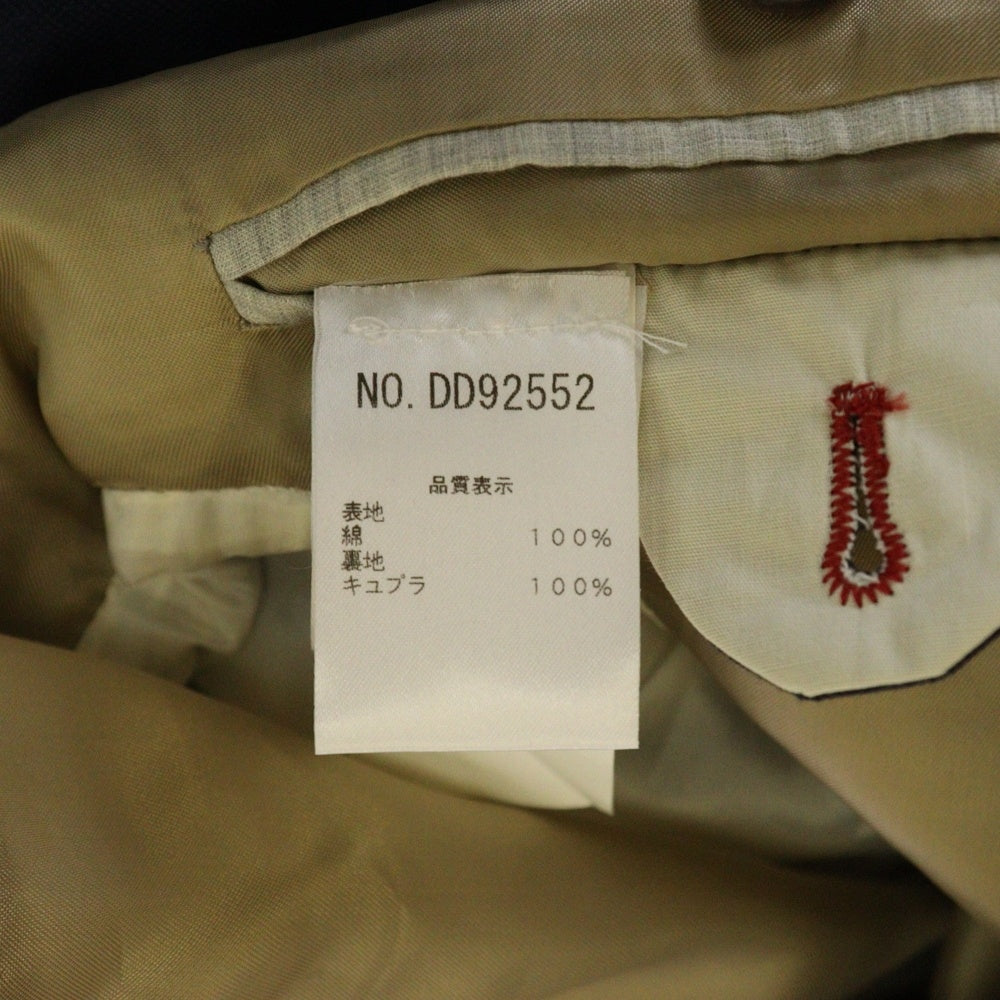 NO. DD92552
品質表示
表地
綿 100%
裏地
キュプラ 100%